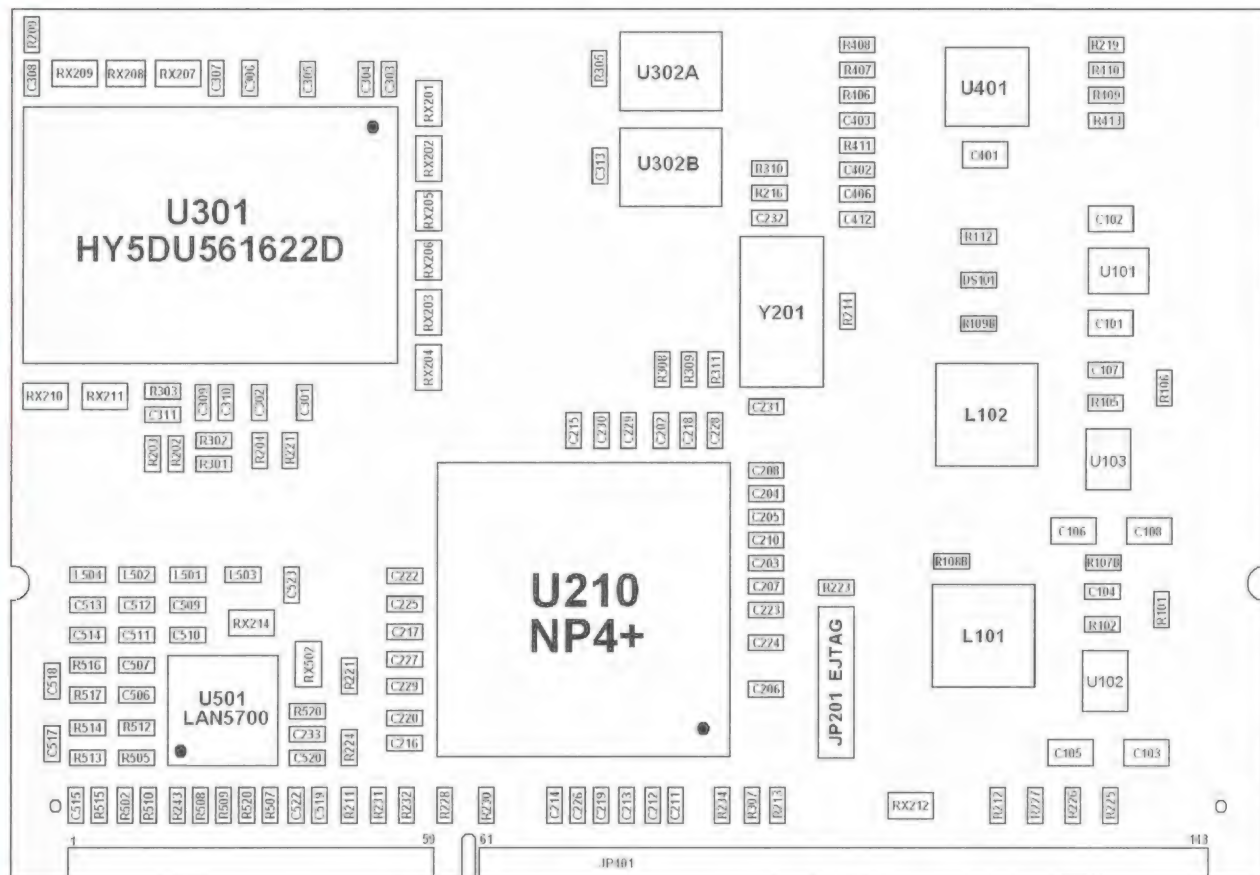 R209
C308
RX209
RX208
RX207
C307
C306
C305
C304
C303
RX201
RX202
RX205
RX206
RX203
RX204
U301
HY5DU561622D
R305
U302A
C313
U302B
R408
R407
R406
C403
R411
C402
C406
C412
R310
R216
C232
U401
C401
R219
R410
R409
R413
C102
U101
C101
R112
DS101
R109B
Y201
R214
RX210
RX211
R303
C311
C309
C310
C302
C301
R203
R202
R302
R301
R204
R221
R308
R309
R311
C231
C215
C230
C229
C202
C218
C228
L102
C107
R105
R106
U103
C106
C108
U210
NP4+
C208
C204
C205
C210
C203
C207
C223
C224
C206
R223
JP201 EJTAG
R108B
R107B
L101
C104
R102
R101
U102
C105
C103
L504
L502
L501
L503
C523
C513
C512
C509
RX214
C514
C511
C510
C518
R516
C507
R517
C506
C517
R514
R512
R513
R505
U501
LAN5700
RX502
R221
R520
C233
C520
R224
C222
C225
C217
C227
C229
C220
C216
C515
R515
R502
R510
R243
R508
R509
R520
R507
C522
C519
R211
R231
R232
R228
R230
C214
C226
C219
C213
C212
C211
R234
R307
R213
RX212
R212
R227
R226
R225
1
59
61
JP401
143